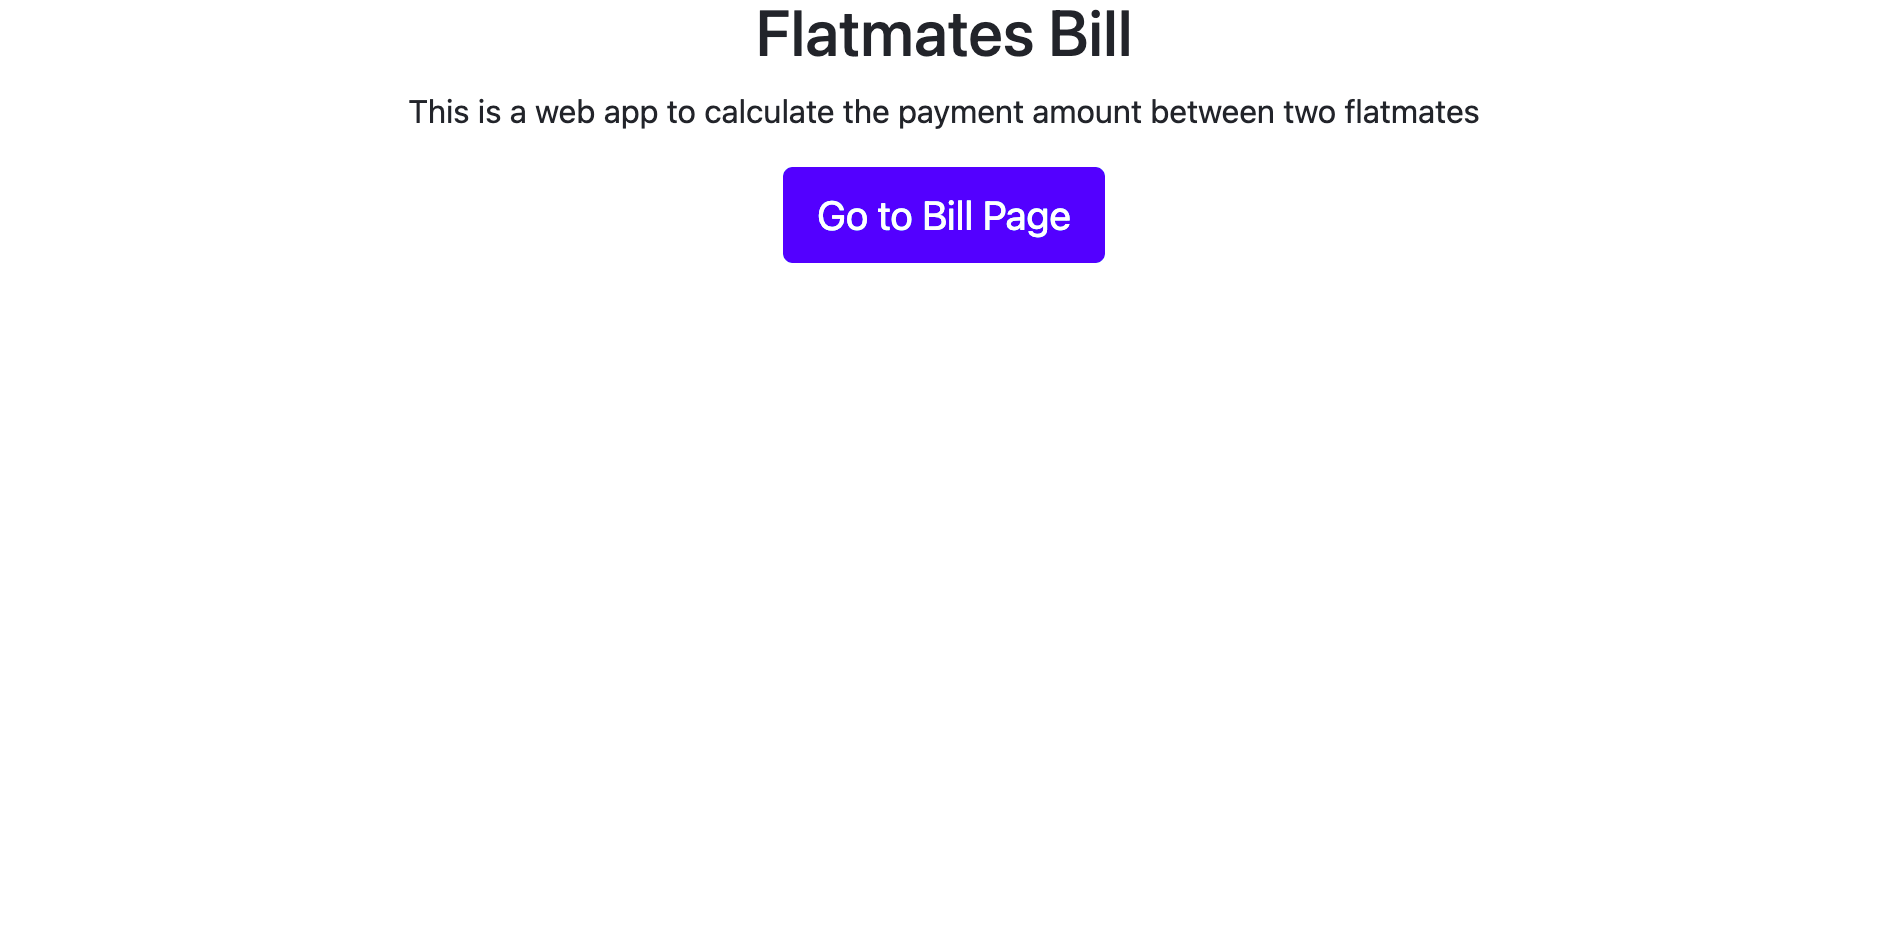 Flatmates Bill
This is a web app to calculate the payment amount between two flatmates
Go to Bill Page